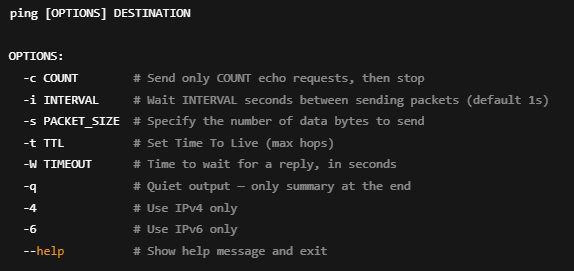 ping [OPTIONS] DESTINATION
OPTIONS:
-c COUNT # Send only COUNT echo requests, then stop
-i INTERVAL # Wait INTERVAL seconds between sending packets (default 1s)
-s PACKET_SIZE # Specify the number of data bytes to send
-t TTL # Set Time To Live (max hops)
-W TIMEOUT # Time to wait for a reply, in seconds
-q # Quiet output — only summary at the end
-4 # Use IPv4 only
-6 # Use IPv6 only
--help # Show help message and exit